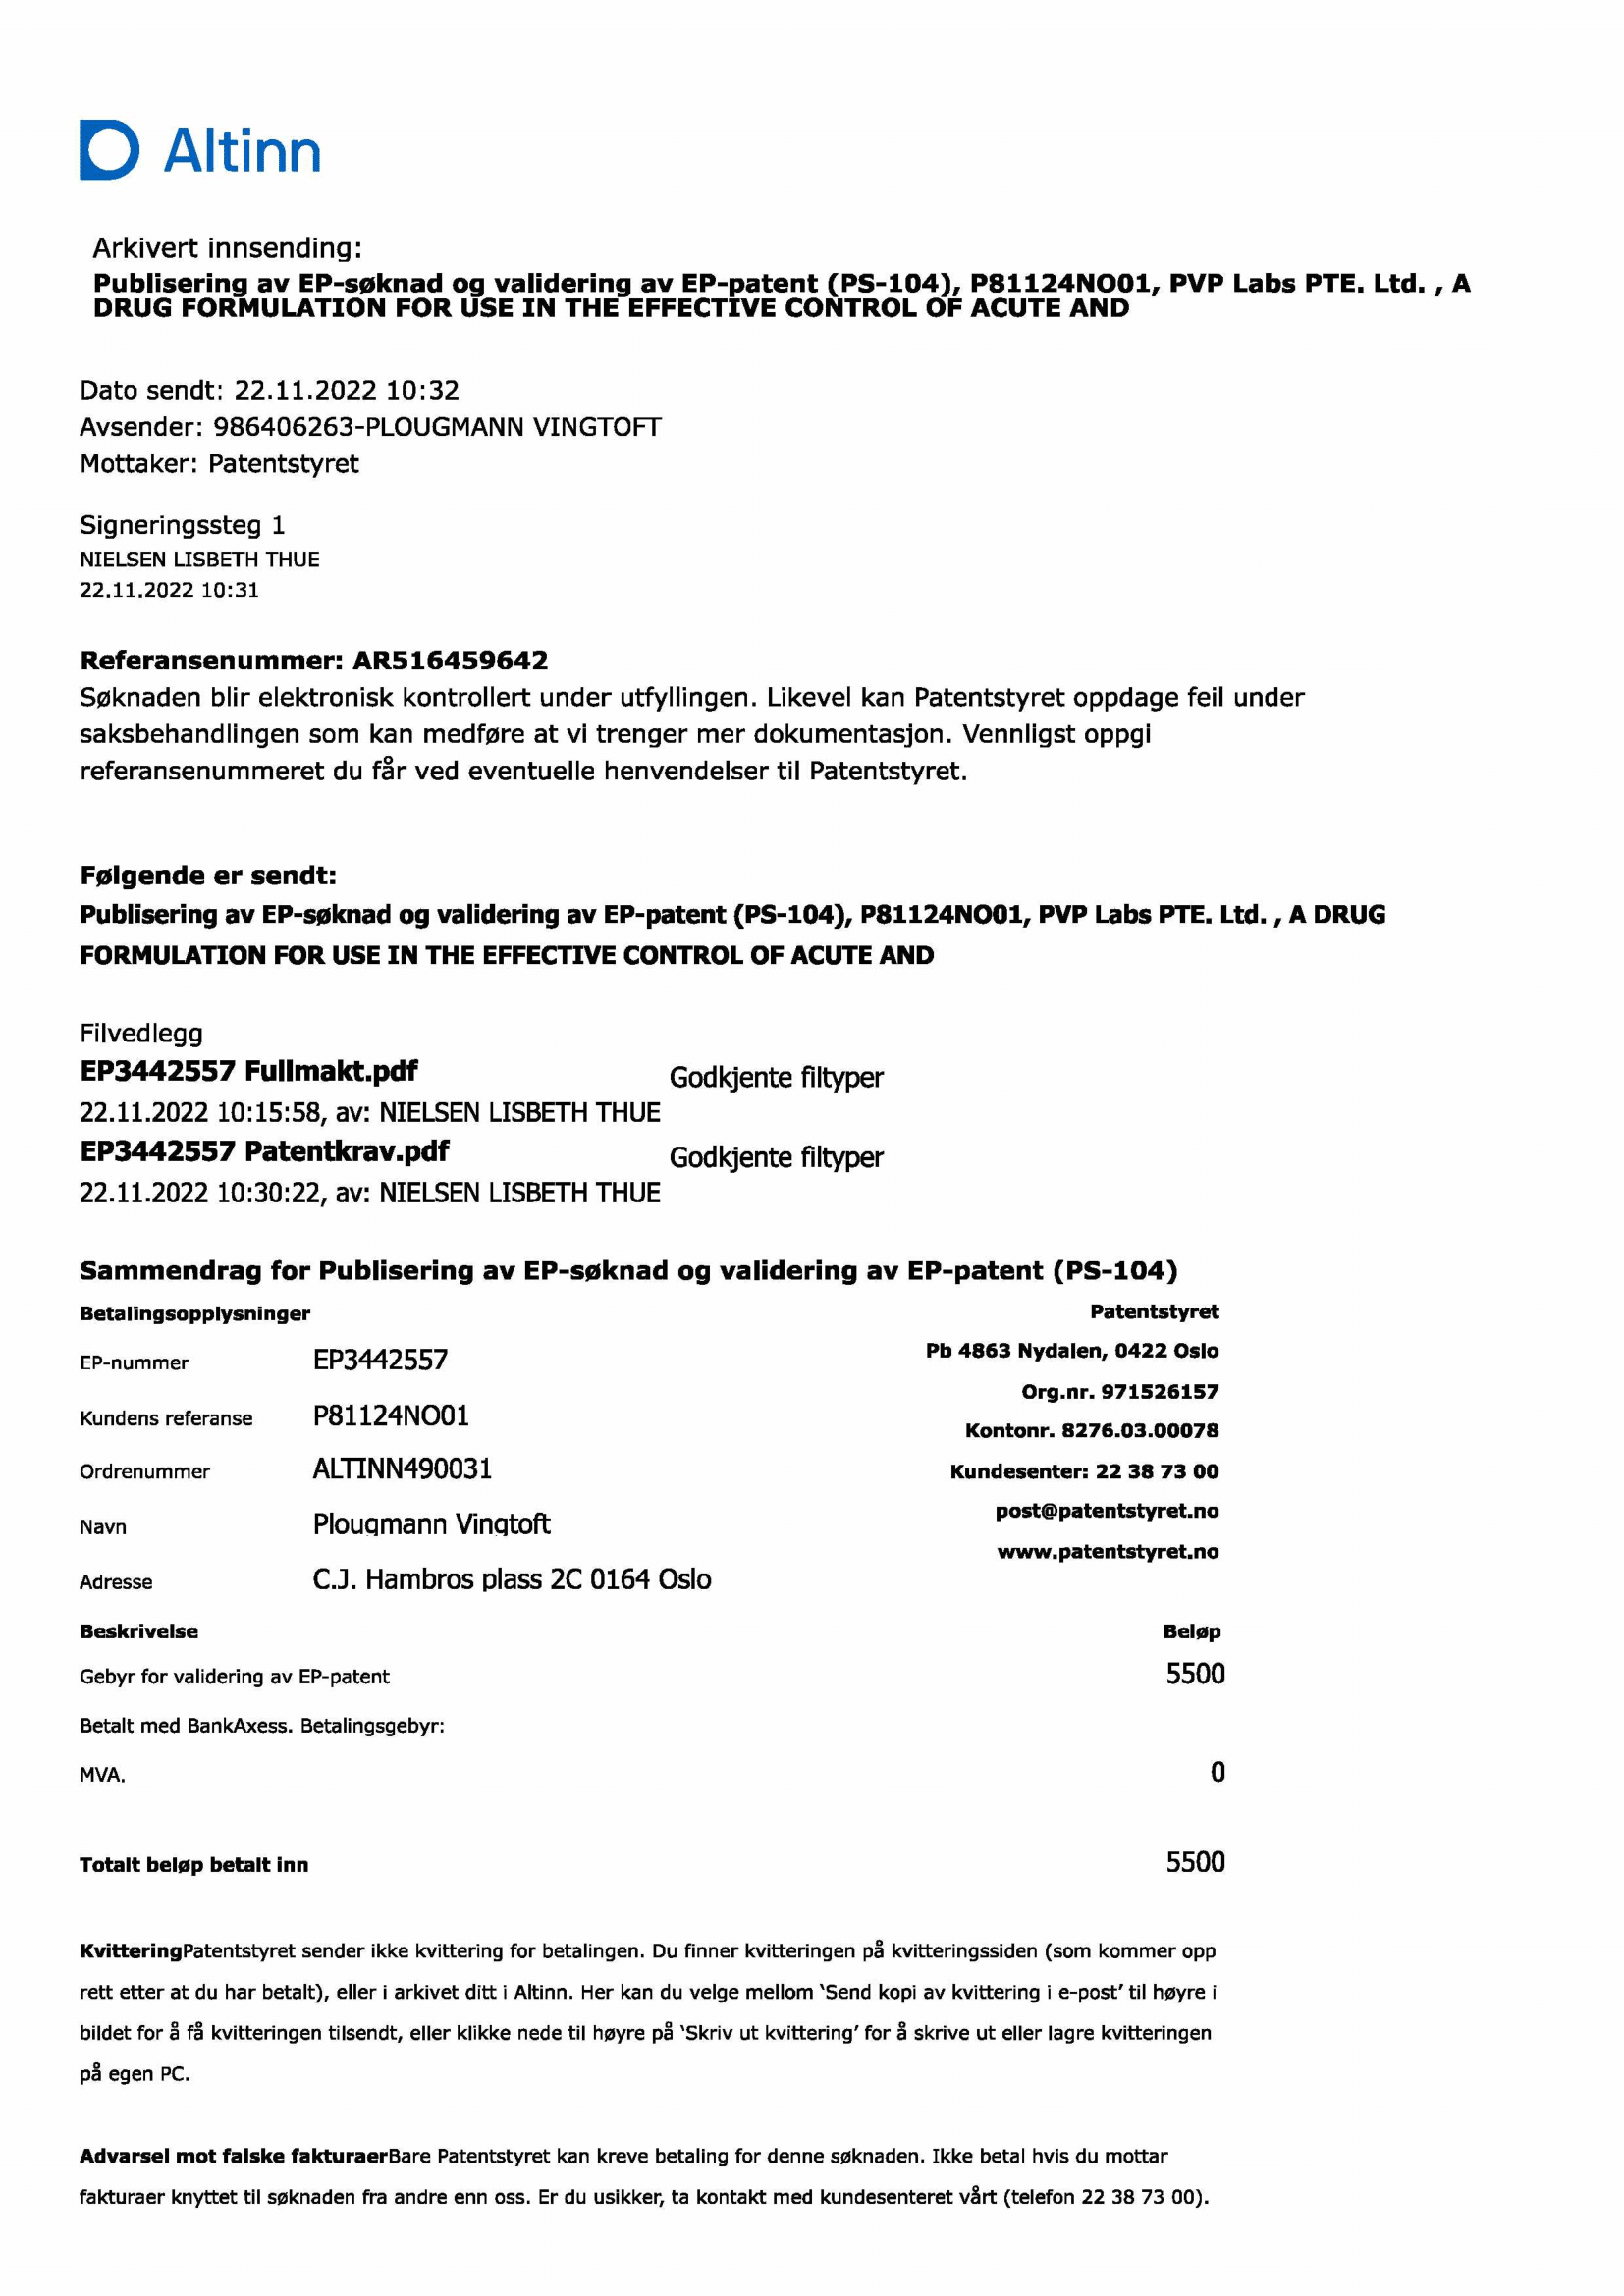 Altinn
Arkivert innsending:
Publisering av EP-søknad og validering av EP-patent (PS-104), P81124NO01, PVP Labs PTE. Ltd. , A
DRUG FORMULATION FOR USE IN THE EFFECTIVE CONTROL OF ACUTE AND
Dato sendt: 22.11.2022 10:32
Avsender: 986406263-PLOUGMANN VINGTOFT
Mottaker: Patentstyret
Signeringssteg 1
NIELSEN LISBETH THUE
22.11.2022 10:31
Referansenummer: AR516459642
Søknaden blir elektronisk kontrollert under utfyllingen. Likevel kan Patentstyret oppdage feil under
saksbehandlingen som kan medføre at vi trenger mer dokumentasjon. Vennligst oppgi
referansenummeret du får ved eventuelle henvendelser til Patentstyret.
Følgende er sendt:
Publisering av EP-søknad og validering av EP-patent (PS-104), P81124NO01, PVP Labs PTE. Ltd. , A DRUG
FORMULATION FOR USE IN THE EFFECTIVE CONTROL OF ACUTE AND
Filvedlegg
EP3442557 Fullmakt.pdf Godkjente filtyper
22.11.2022 10:15:58, av: NIELSEN LISBETH THUE
EP3442557 Patentkrav.pdf Godkjente filtyper
22.11.2022 10:30:22, av: NIELSEN LISBETH THUE
Sammendrag for Publisering av EP-søknad og validering av EP-patent (PS-104)
Betalingsopplysninger Patentstyret
EP-nummer EP3442557 Pb 4863 Nydalen, 0422 Oslo
Org.nr. 971526157
Kundens referanse P81124NO01
Kontonr. 8276.03.00078
Ordrenummer ALTINN490031 Kundesenter: 22 38 73 00
post@patentstyret.no
Navn Plougmann Vingtoft
www.patentstyret.no
Adresse C.J. Hambros plass 2C 0164 Oslo
Beskrivelse Beløp
Gebyr for validering av EP-patent 5500
Betalt med BankAxess. Betalingsgebyr:
MVA. 0
Totalt beløp betalt inn 5500
KvitteringPatentstyret sender ikke kvittering for betalingen. Du finner kvitteringen på kvitteringssiden (som kommer opp
rett etter at du har betalt), eller i arkivet ditt i Altinn. Her kan du velge mellom ‘Send kopi av kvittering i e-post’ til høyre i
bildet for å få kvitteringen tilsendt, eller klikke nede til høyre på ‘Skriv ut kvittering’ for å skrive ut eller lagre kvitteringen
på egen PC.
Advarsel mot falske fakturaerBare Patentstyret kan kreve betaling for denne søknaden. Ikke betal hvis du mottar
fakturaer knyttet til søknaden fra andre enn oss. Er du usikker, ta kontakt med kundesenteret vårt (telefon 22 38 73 00).